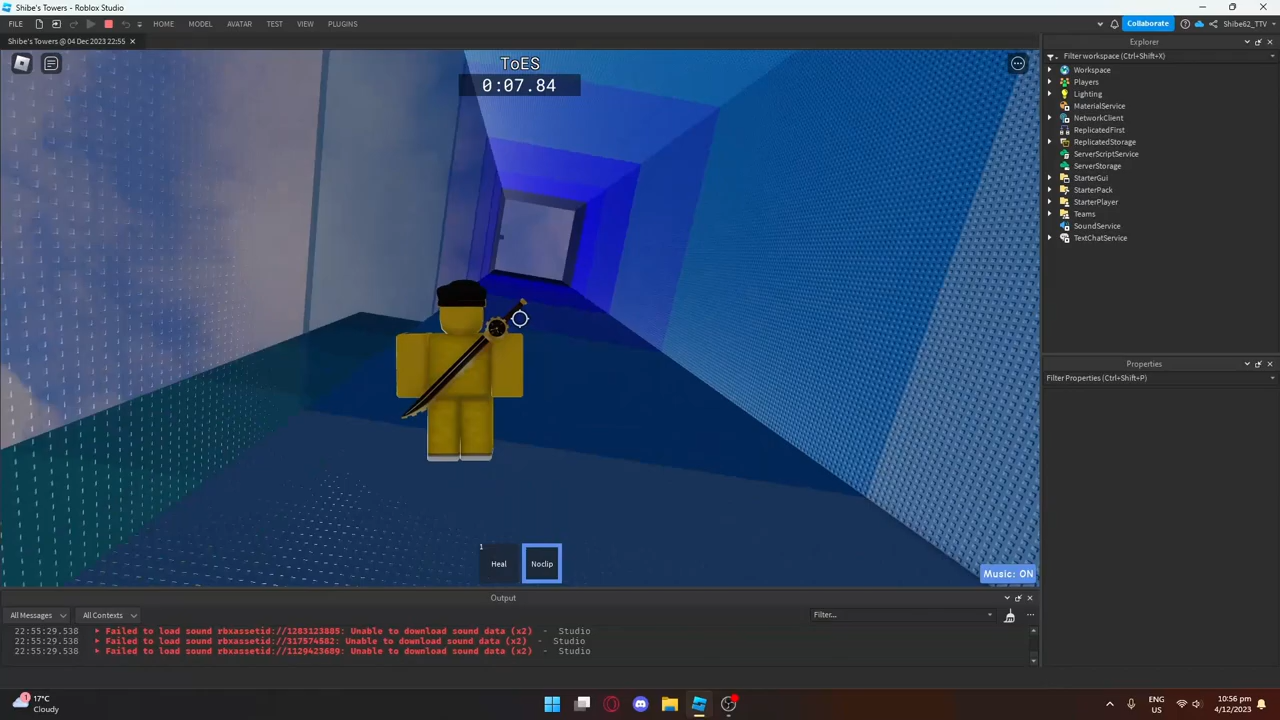 Shibe's Towers - Roblox Studio
FILE HOME MODEL AVATAR TEST VIEW PLUGINS Collaborate Shibe62_TTV
Shibe's Towers @ 04 Dec 2023 22:55
ToES
0:07.84
1
Heal
Noclip
Music: ON
Explorer
Filter workspace (Ctrl+Shift+X)
Workspace
Players
Lighting
MaterialService
NetworkClient
ReplicatedFirst
ReplicatedStorage
ServerScriptService
ServerStorage
StarterGui
StarterPack
StarterPlayer
Teams
SoundService
TextChatService
Properties
Filter Properties (Ctrl+Shift+P)
Output
All Messages All Contexts Filter...
22:55:29.538 Failed to load sound rbxassetid://1283123885: Unable to download sound data (x2) - Studio
22:55:29.538 Failed to load sound rbxassetid://317574582: Unable to download sound data (x2) - Studio
22:55:29.538 Failed to load sound rbxassetid://1129423689: Unable to download sound data (x2) - Studio
1
17°C
Cloudy
ENG
US
10:56 pm
4/12/2023